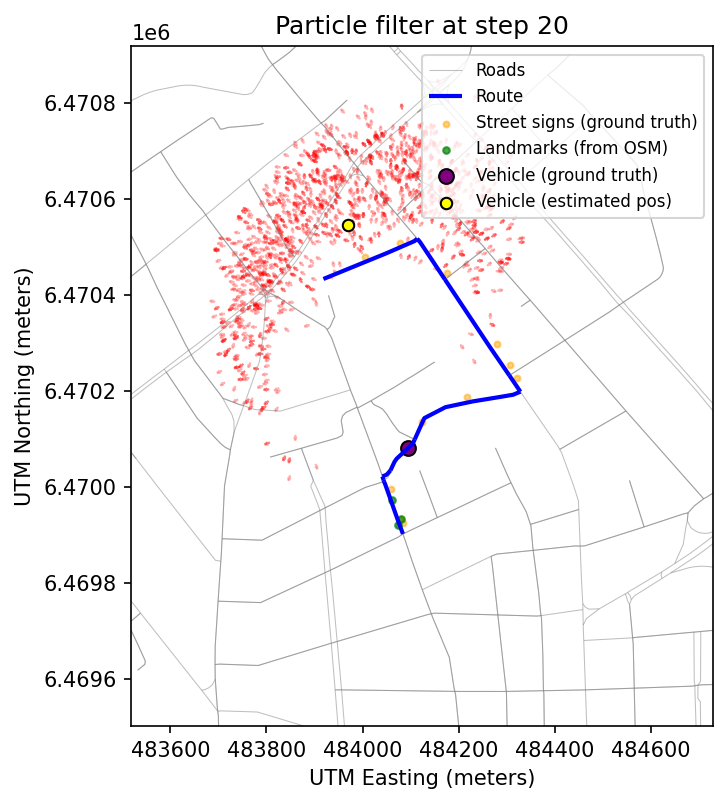 Particle filter at step 20
1e6
Roads
Route
Street signs (ground truth)
Landmarks (from OSM)
Vehicle (ground truth)
Vehicle (estimated pos)
6.4708
6.4706
6.4704
6.4702
6.4700
6.4698
6.4696
UTM Northing (meters)
483600 483800 484000 484200 484400 484600
UTM Easting (meters)